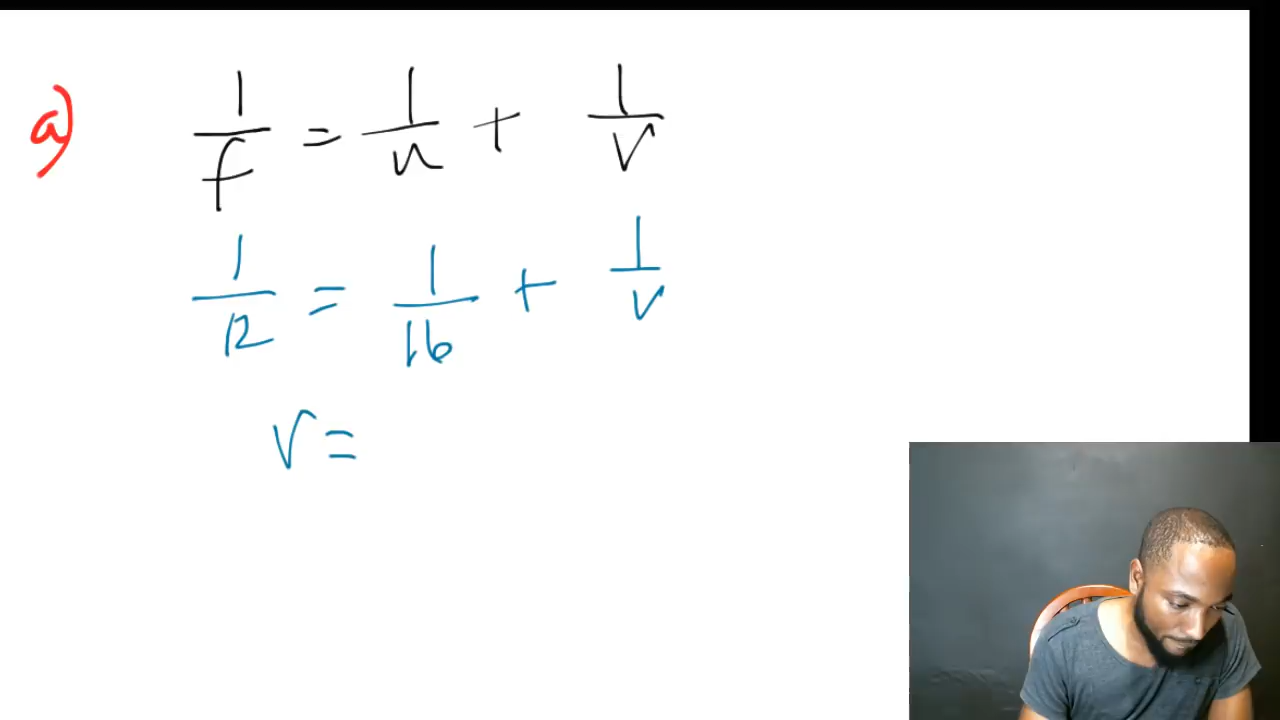 a) 1/f = 1/u + 1/v
1/12 = 1/16 + 1/v
v =